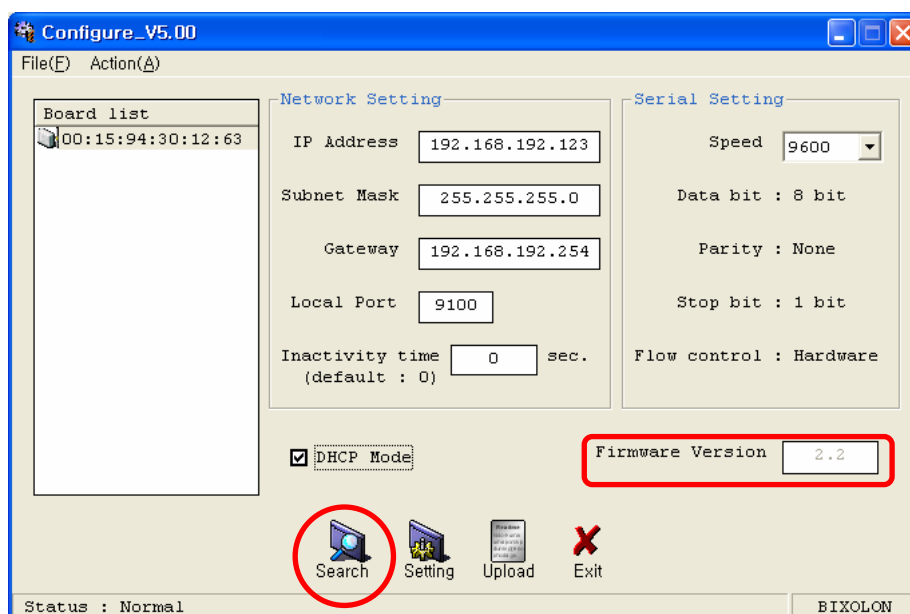 Configure_V5.00
File(F) Action(A)
Board list
00:15:94:30:12:63
Network Setting
IP Address 192.168.192.123
Subnet Mask 255.255.255.0
Gateway 192.168.192.254
Local Port 9100
Inactivity time 0 sec.
(default : 0)
Serial Setting
Speed 9600
Data bit : 8 bit
Parity : None
Stop bit : 1 bit
Flow control : Hardware
DHCP Mode
Firmware Version 2.2
Search Setting Upload Exit
Status : Normal BIXOLON